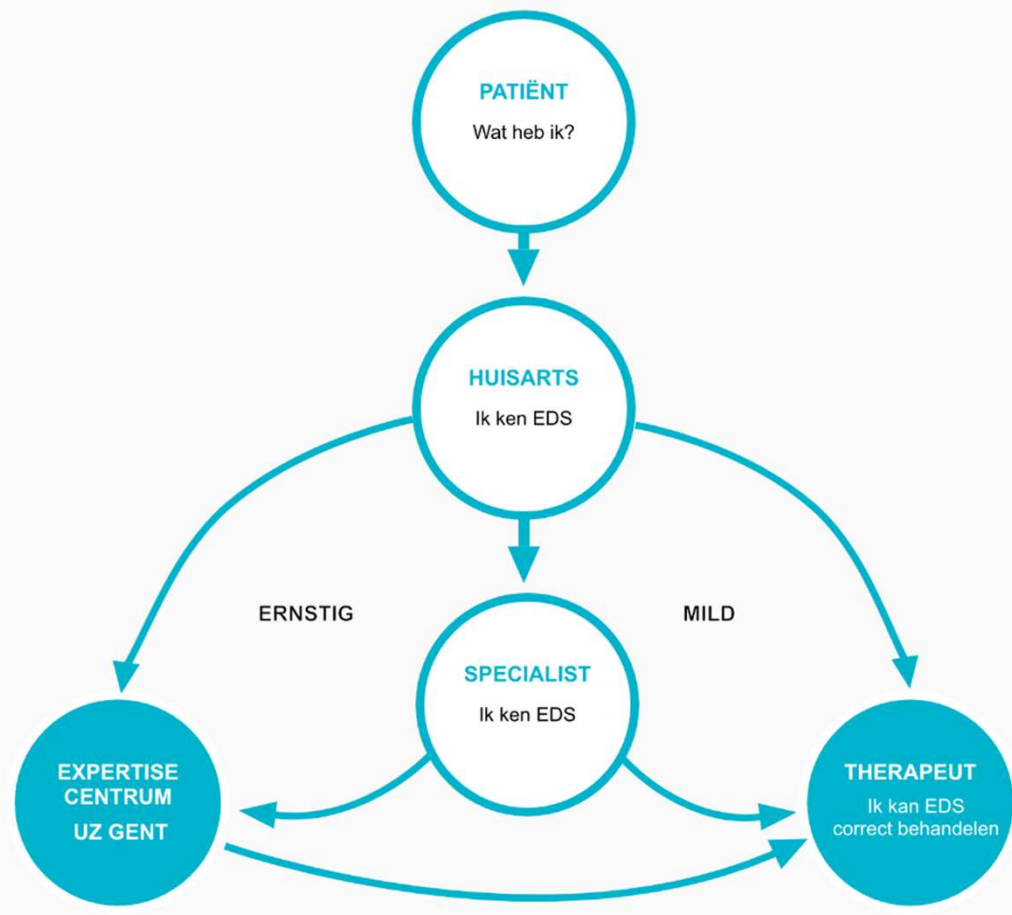 PATIËNT
Wat heb ik?
HUISARTS
Ik ken EDS
ERNSTIG
MILD
SPECIALIST
Ik ken EDS
EXPERTISE
CENTRUM
UZ GENT
THERAPEUT
Ik kan EDS
correct behandelen